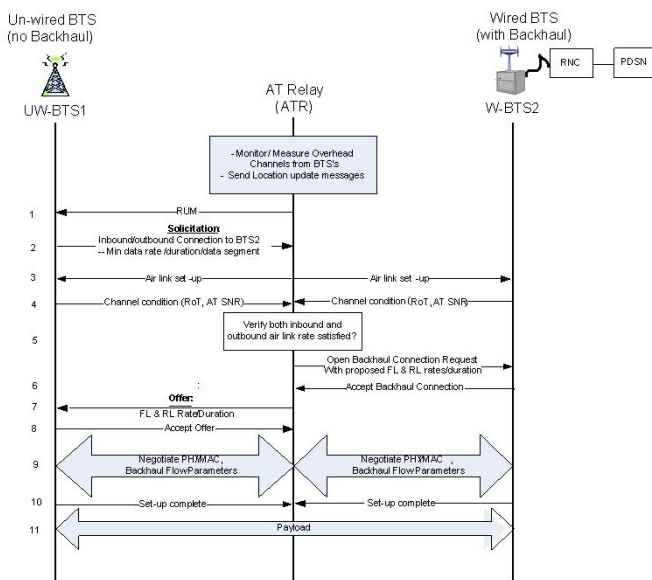 Un-wired BTS
(no Backhaul)
UW-BTS1
AT Relay
(ATR)
Wired BTS
(with Backhaul)
RNC
PDSN
W-BTS2
- Monitor/ Measure Overhead
Channels from BTS's
- Send Location update messages
1
RUM
Solicitation:
2
Inbound/outbound Connection to BTS2
-- Min data rate /duration/data segment
3
Air link set -up
Air link set -up
4
Channel condition (RoT, AT SNR)
Channel condition (RoT, AT SNR)
5
Verify both inbound and
outbound air link rate satisfied?
Open Backhaul Connection Request
With proposed FL & RL rates/duration
6
:
Accept Backhaul Connection
Offer:
7
FL & RL Rate/Duration
8
Accept Offer
9
Negotiate PHY/MAC ,
Backhaul Flow Parameters
Negotiate PHY/MAC ,
Backhaul Flow Parameters
10
Set-up complete
Set-up complete
11
Payload